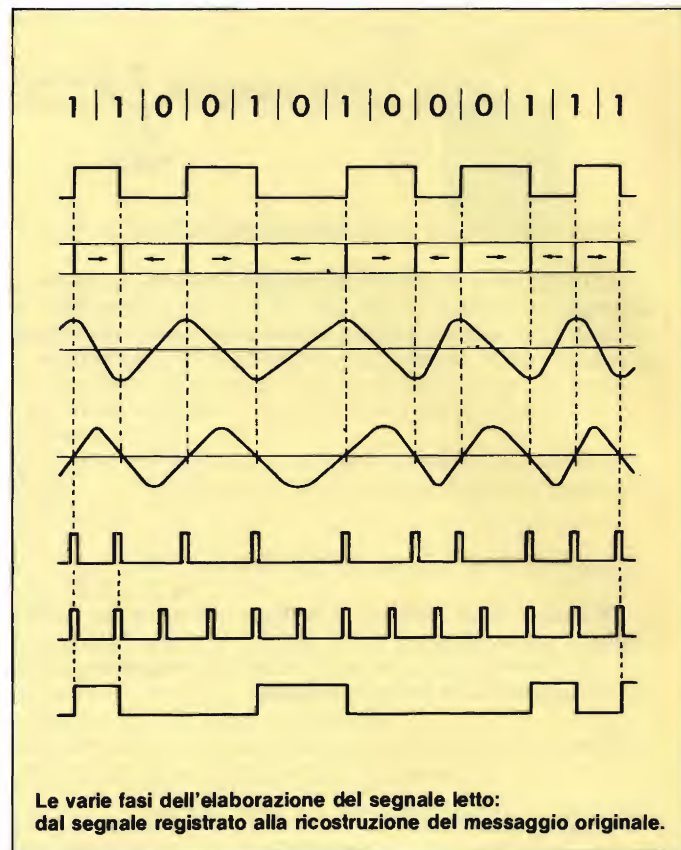 1 | 1 | 0 | 0 | 1 | 0 | 1 | 0 | 0 | 0 | 1 | 1 | 1
Le varie fasi dell'elaborazione del segnale letto:
dal segnale registrato alla ricostruzione del messaggio originale.